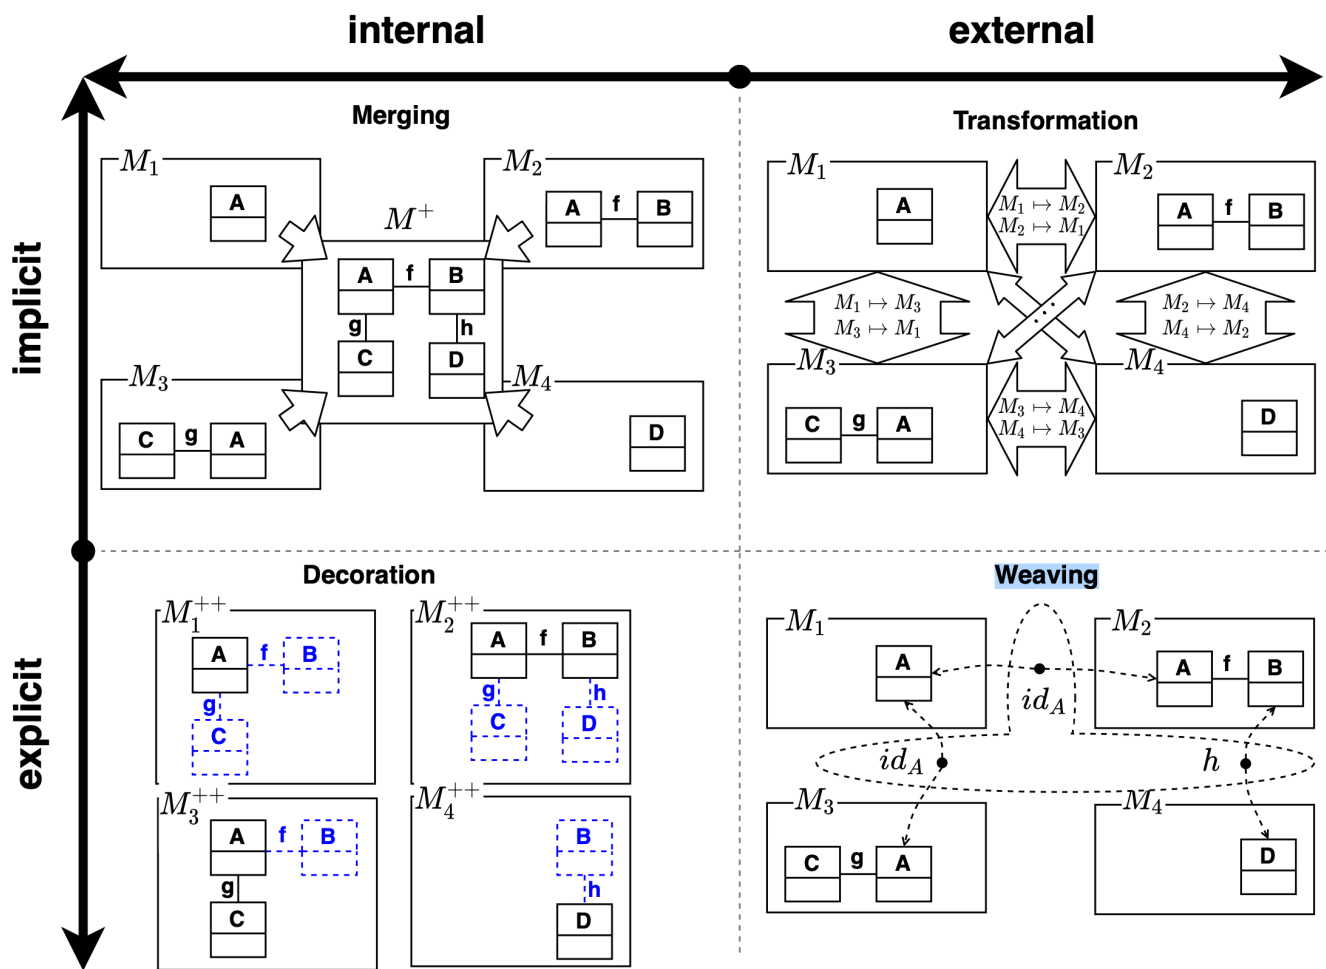 internal
external
implicit
explicit
Merging
M1
A
M2
A f B
M+
A f B
g h
C D
M3
C g A
M4
D
Transformation
M1
A
M2
A f B
M1 ↦ M2
M2 ↦ M1
M1 ↦ M3
M3 ↦ M1
...
M2 ↦ M4
M4 ↦ M2
M3
C g A
M3 ↦ M4
M4 ↦ M3
M4
D
Decoration
M1++
A f B
g
C
M2++
A f B
g h
C D
M3++
A f B
g
C
M4++
B
h
D
Weaving
M1
A
M2
A f B
idA
idA
h
M3
C g A
M4
D